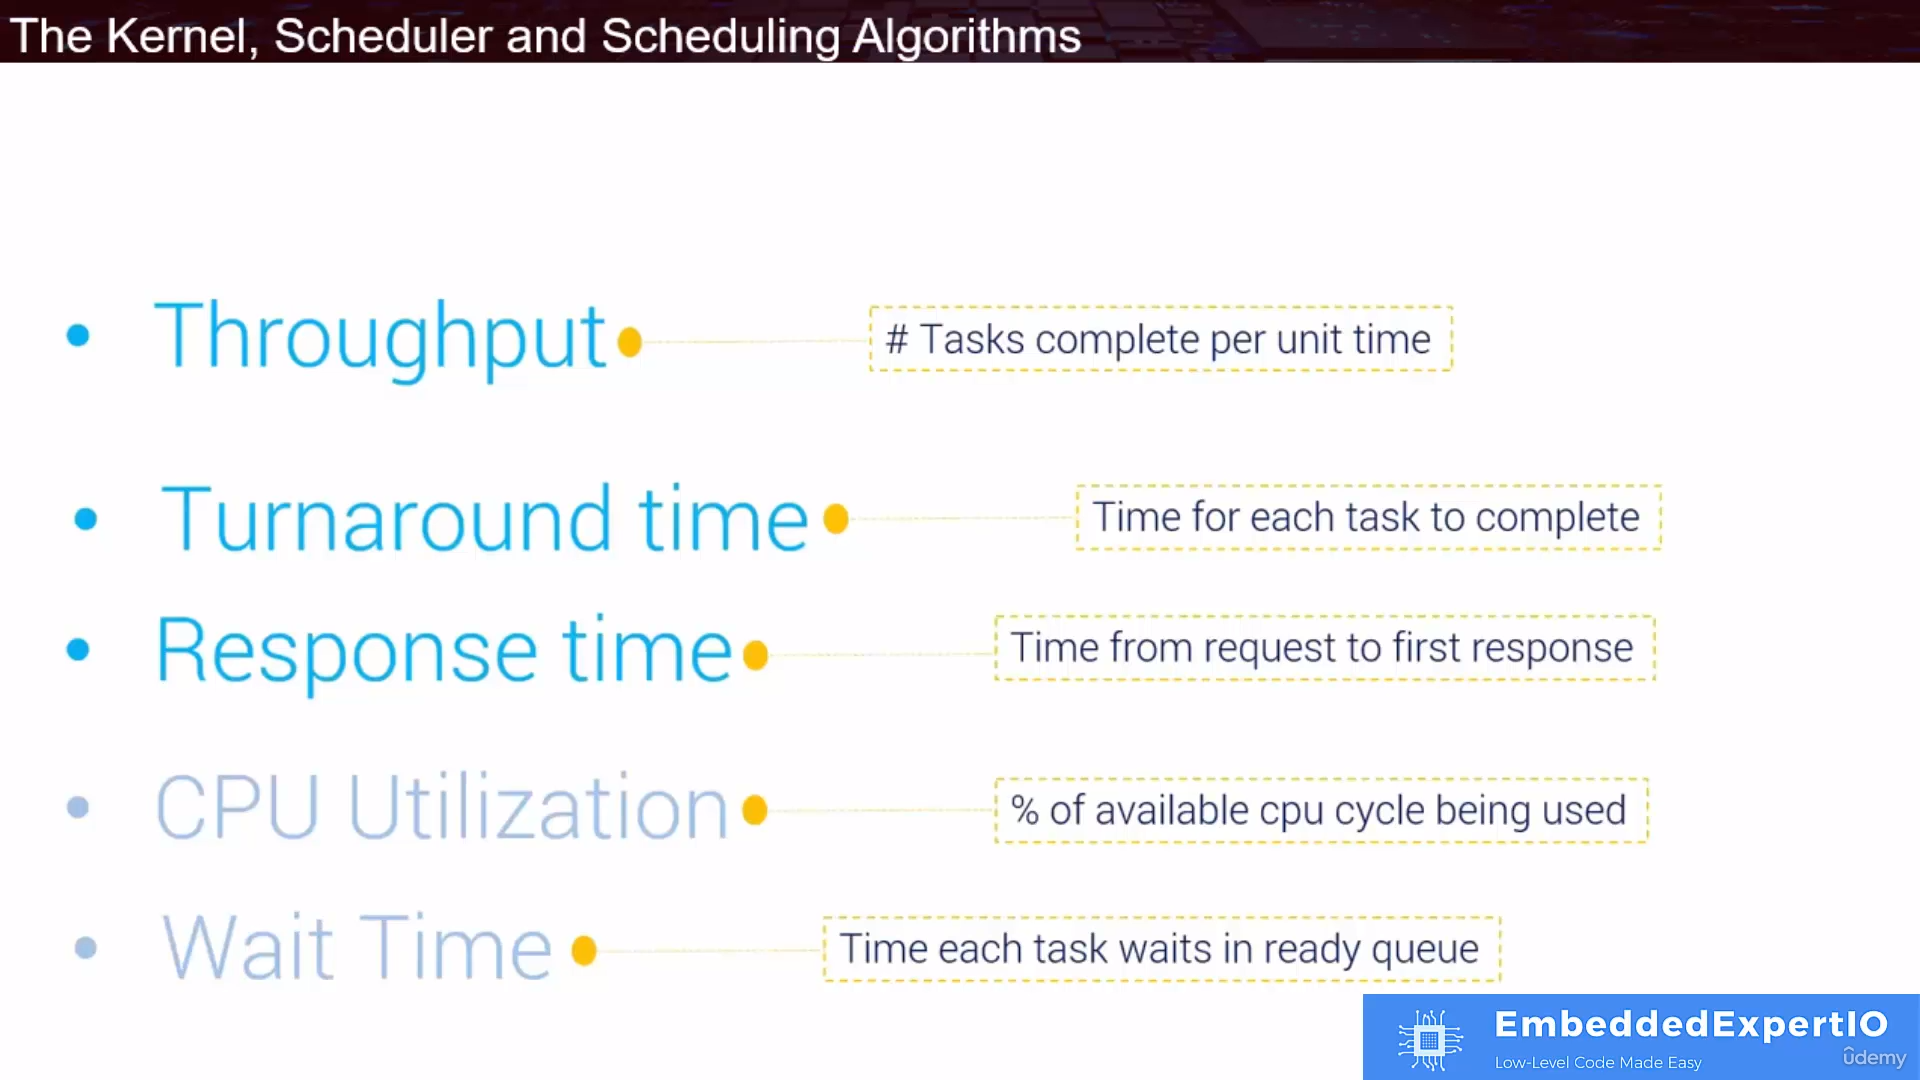 The Kernel, Scheduler and Scheduling Algorithms
• Throughput
# Tasks complete per unit time
• Turnaround time
Time for each task to complete
• Response time
Time from request to first response
• CPU Utilization
% of available cpu cycle being used
• Wait Time
Time each task waits in ready queue
EmbeddedExpertIO
Low-Level Code Made Easy
udemy